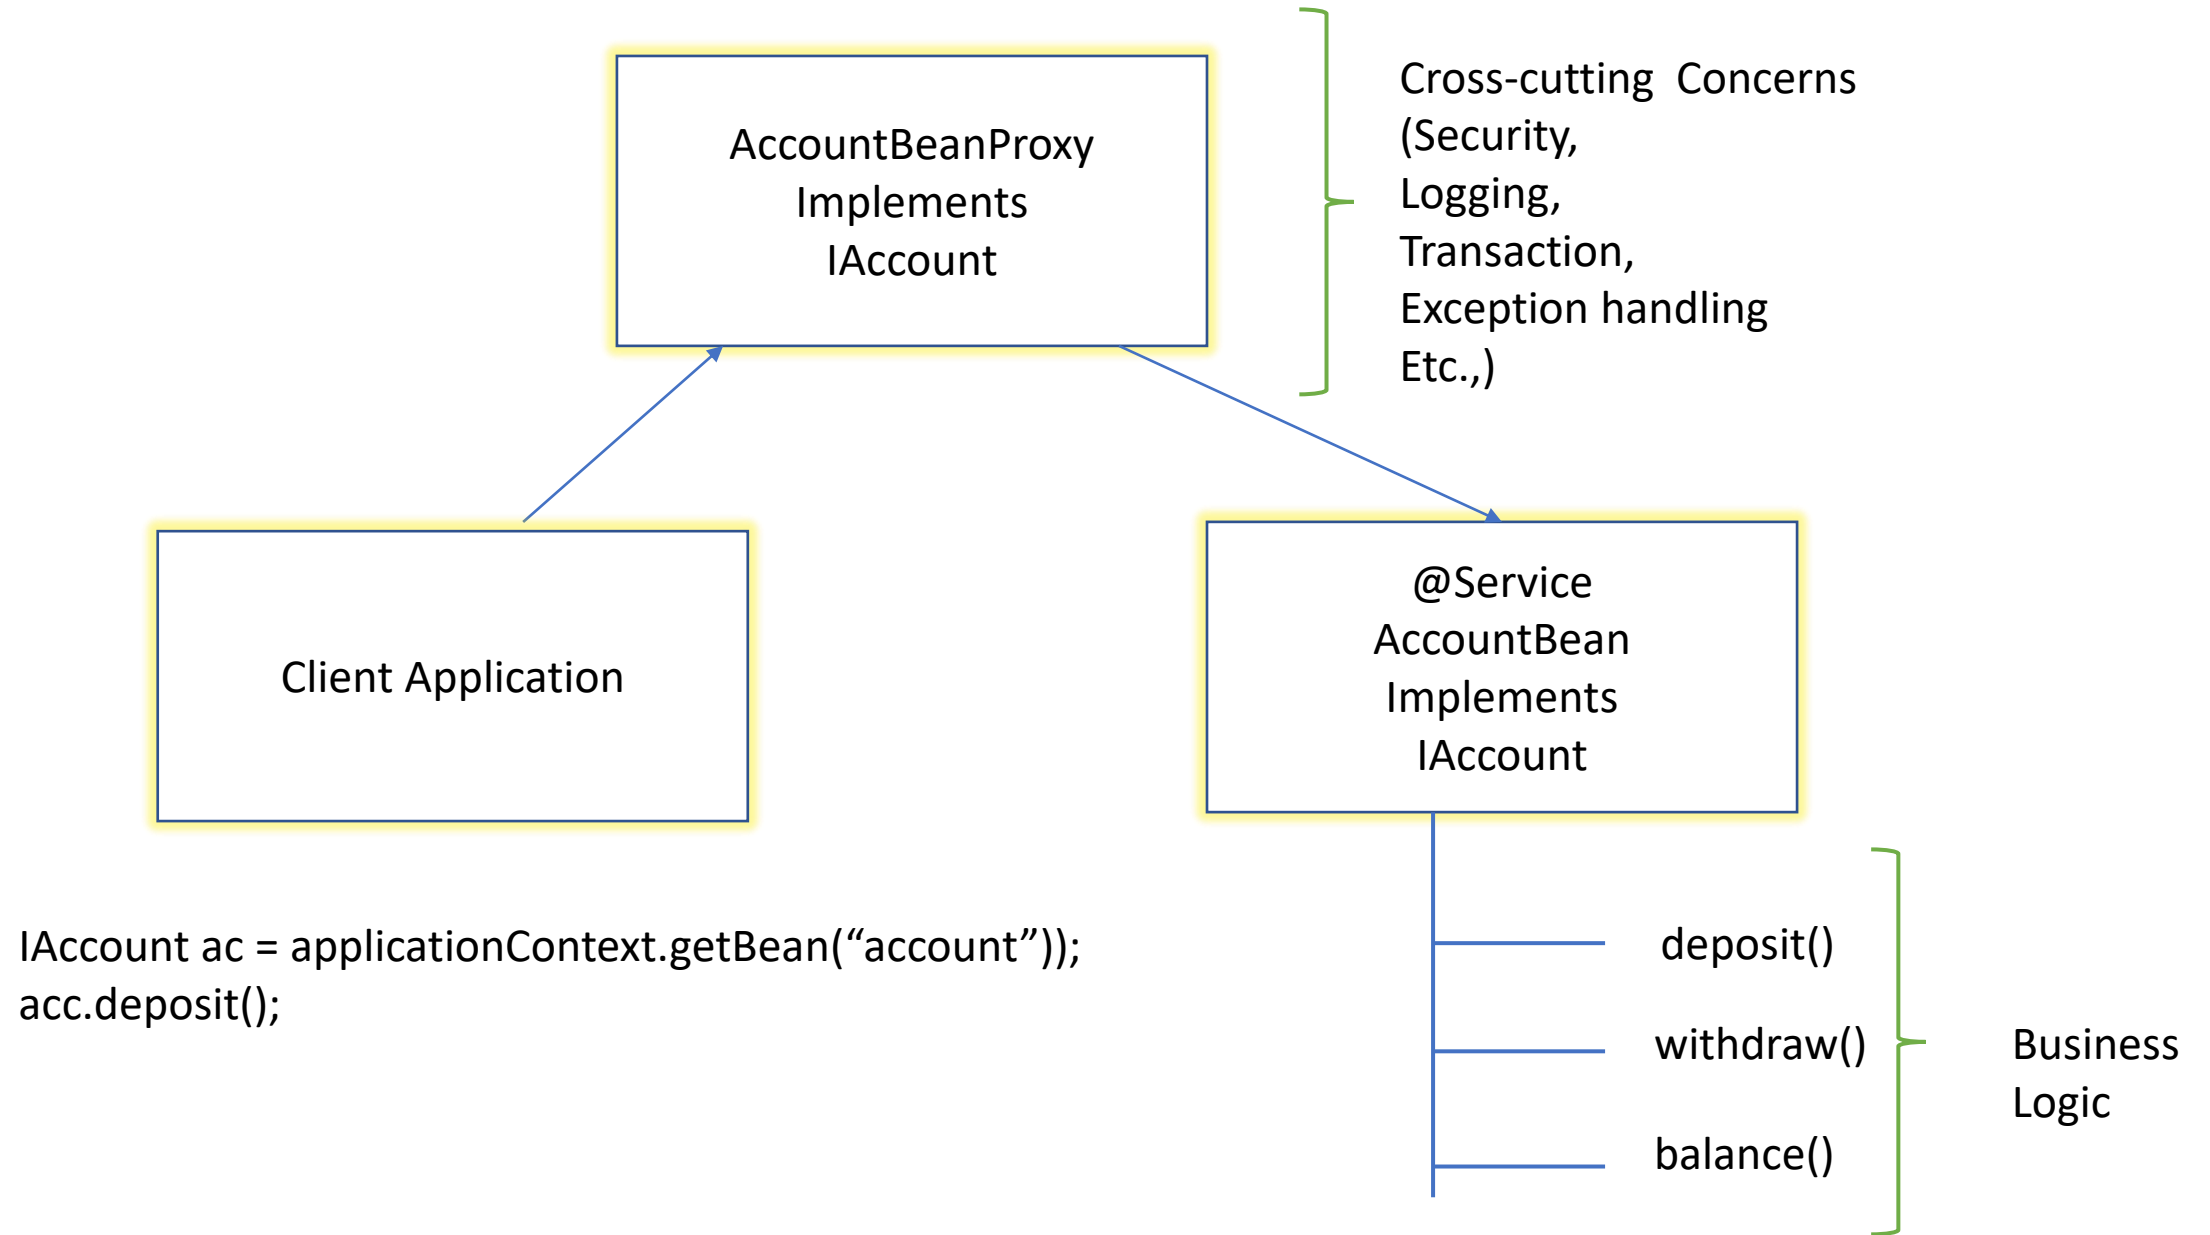 AccountBeanProxy
Implements
IAccount
Cross-cutting  Concerns
(Security,
Logging,
Transaction,
Exception handling
Etc.,)
Client Application
@Service
AccountBean
Implements
IAccount
IAccount ac = applicationContext.getBean(“account”));
acc.deposit();
deposit()
withdraw()
balance()
Business
Logic